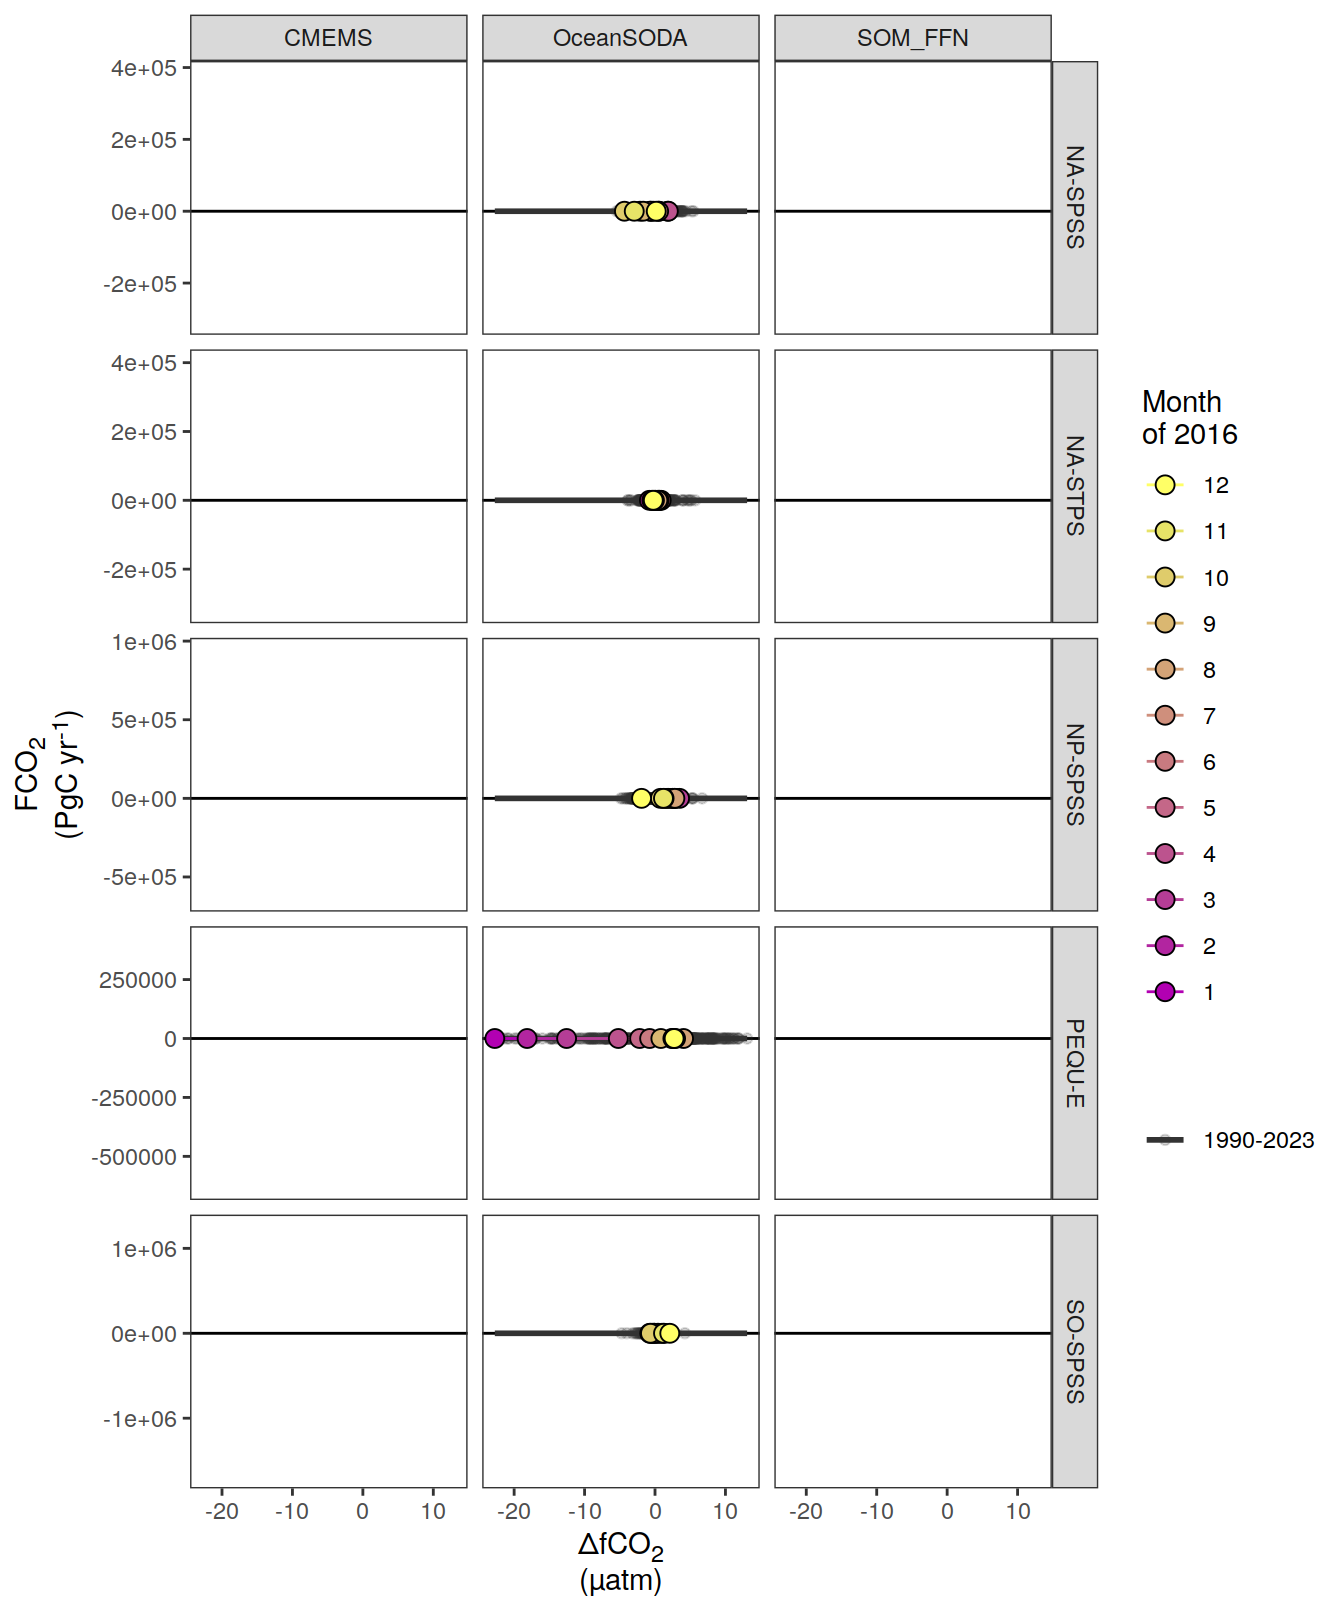 CMEMS
OceanSODA
SOM_FFN
4e+05
2e+05
0e+00
-2e+05
NA-SPSS
4e+05
2e+05
0e+00
-2e+05
NA-STPS
1e+06
5e+05
0e+00
-5e+05
NP-SPSS
250000
0
-250000
-500000
PEQU-E
1e+06
0e+00
-1e+06
SO-SPSS
-20 -10 0 10
-20 -10 0 10
-20 -10 0 10
ΔfCO₂
(µatm)
FCO₂
(PgC yr⁻¹)
Month
of 2016
12
11
10
9
8
7
6
5
4
3
2
1
1990-2023